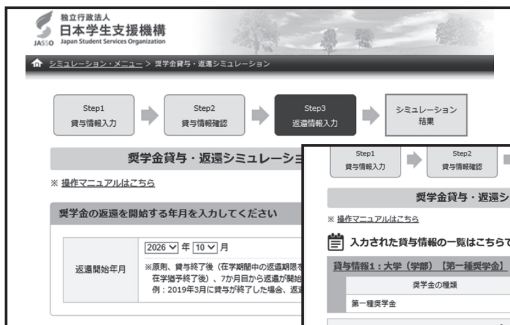 独立行政法人
日本学生支援機構
JASSO Japan Student Services Organization
シミュレーション・メニュー > 奨学金貸与・返還シミュレーション
Step1
貸与情報入力
Step2
貸与情報確認
Step3
返還情報入力
シミュレーション
結果
奨学金貸与・返還シミュレーショ
※ 操作マニュアルはこちら
奨学金の返還を開始する年月を入力してください
返還開始年月
2026 年 10 月
※原則、貸与終了後（在学期間中の返還期限を
在学猶予終了後）、7か月目から返還が開始
例：2019年3月に貸与が終了した場合、返還
Step1
貸与情報入力
Step2
貸与情報確認
奨学金貸与・返還シ
※ 操作マニュアルはこちら
入力された貸与情報の一覧はこちらで
貸与情報1：大学（学部）【第一種奨学金】
奨学金の種類
第一種奨学金